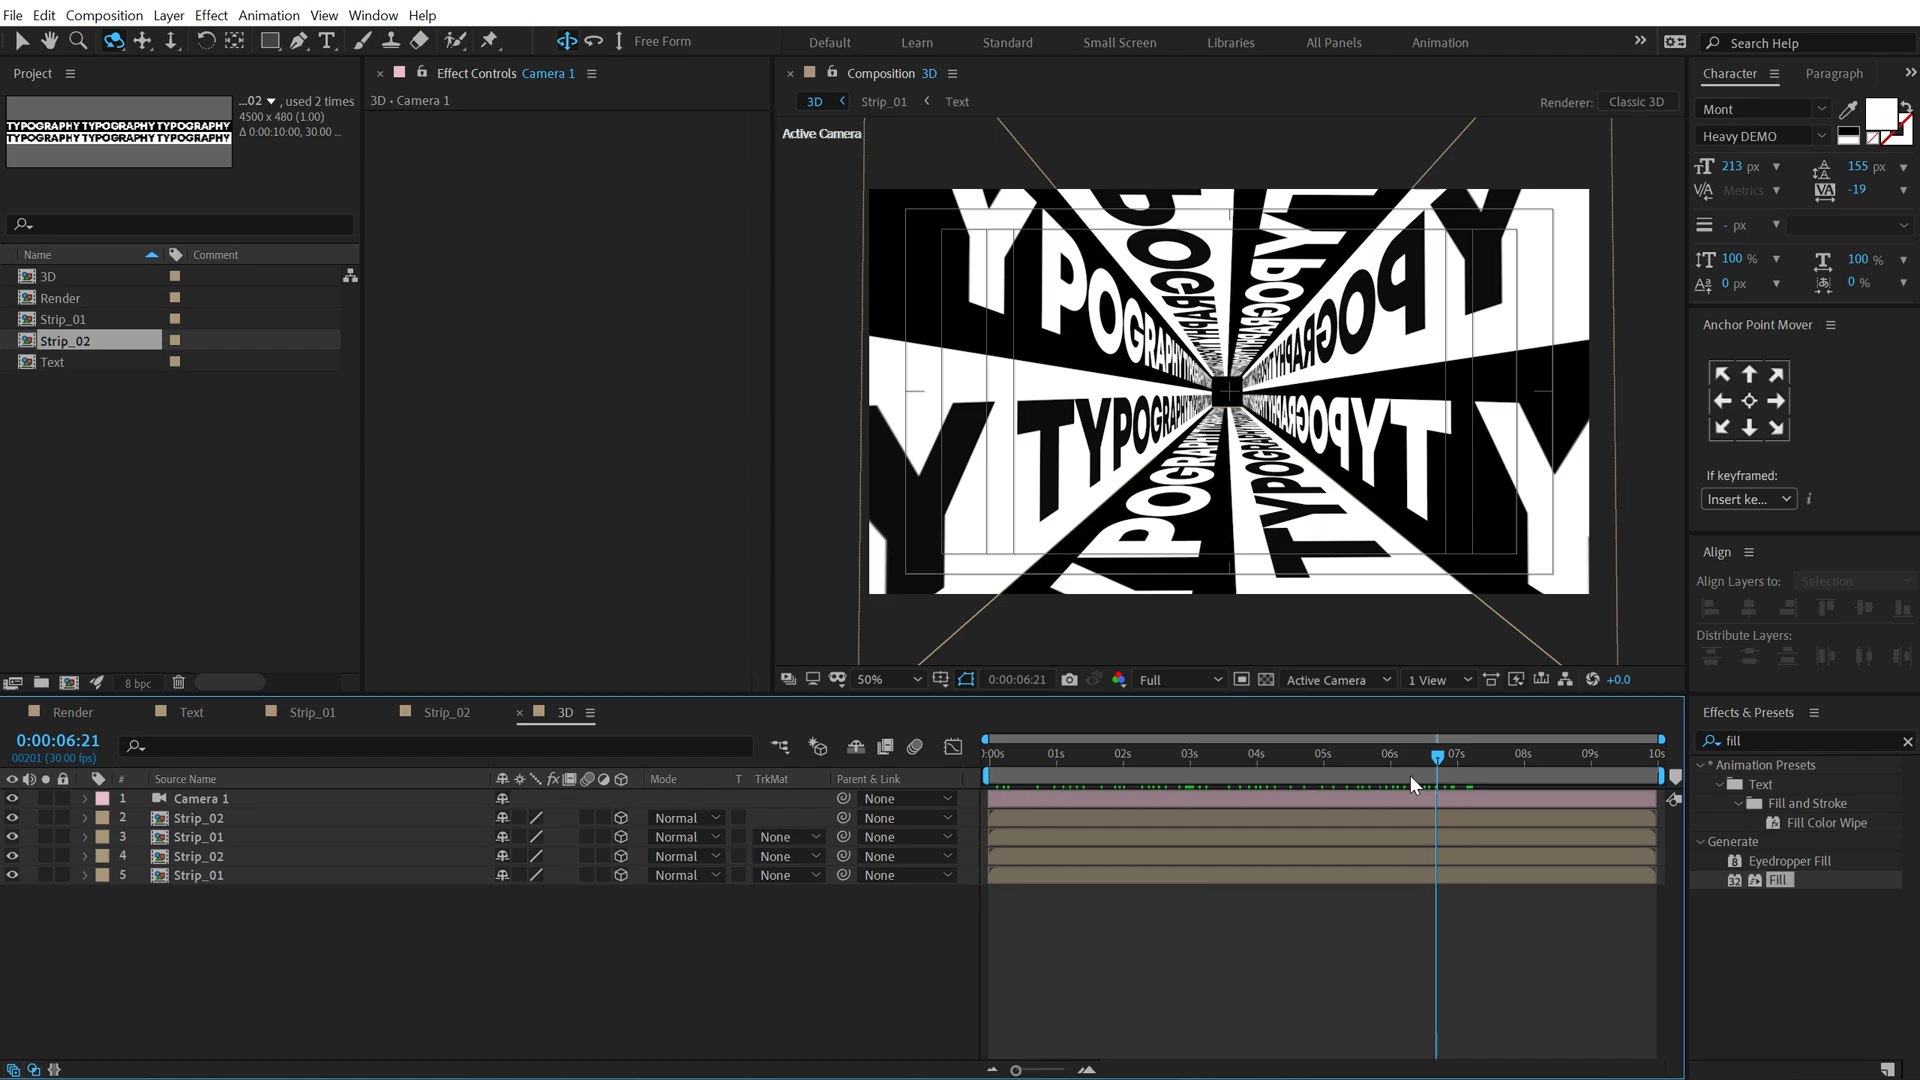 File Edit Composition Layer Effect Animation View Window Help
Free Form
Default Learn Standard Small Screen Libraries All Panels Animation
Search Help
Project
Effect Controls Camera 1
3D • Camera 1
...02 , used 2 times
4500 x 480 (1.00)
Δ 0:00:10:00, 30.00 ...
TYPOGRAPHY TYPOGRAPHY TYPOGRAPHY
TYPOGRAPHY TYPOGRAPHY TYPOGRAPHY
Name Comment
3D
Render
Strip_01
Strip_02
Text
8 bpc
Composition 3D
3D Strip_01 Text
Renderer: Classic 3D
Active Camera
50% 0:00:06:21 Full Active Camera 1 View +0.0
Character Paragraph
Mont
Heavy DEMO
213 px 155 px
Metrics -19
- px
100 % 100 %
0 px 0 %
Anchor Point Mover
If keyframed:
Insert ke...
Align
Align Layers to: Selection
Distribute Layers:
Effects & Presets
fill
* Animation Presets
Text
Fill and Stroke
Fill Color Wipe
Generate
Eyedropper Fill
Fill
Render Text Strip_01 Strip_02 3D
0:00:06:21
00201 (30.00 fps)
):00s 01s 02s 03s 04s 05s 06s 07s 08s 09s 10s
# Source Name Mode T TrkMat Parent & Link
1 Camera 1 None
2 Strip_02 Normal None
3 Strip_01 Normal None None
4 Strip_02 Normal None None
5 Strip_01 Normal None None